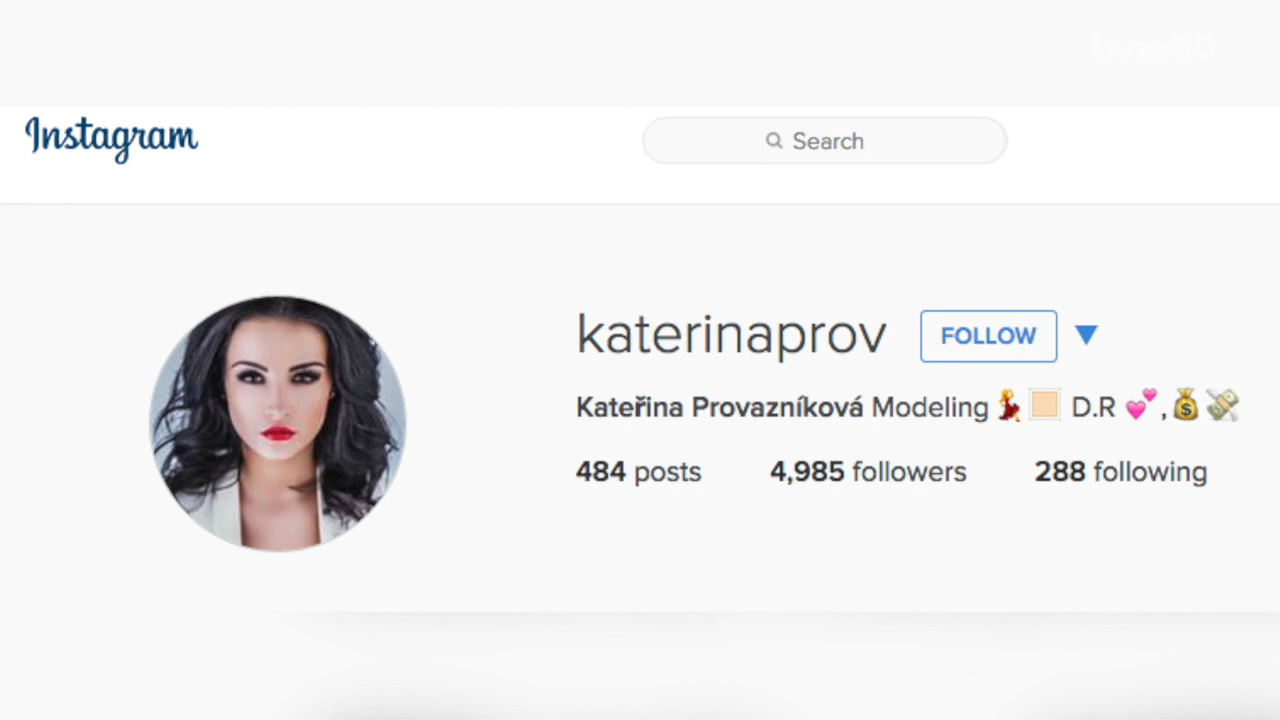 buzz60
Instagram
Search
katerinaprov FOLLOW
Kateřina Provazníková Modeling 💃🏼 D.R 💕,💰💸
484 posts 4,985 followers 288 following